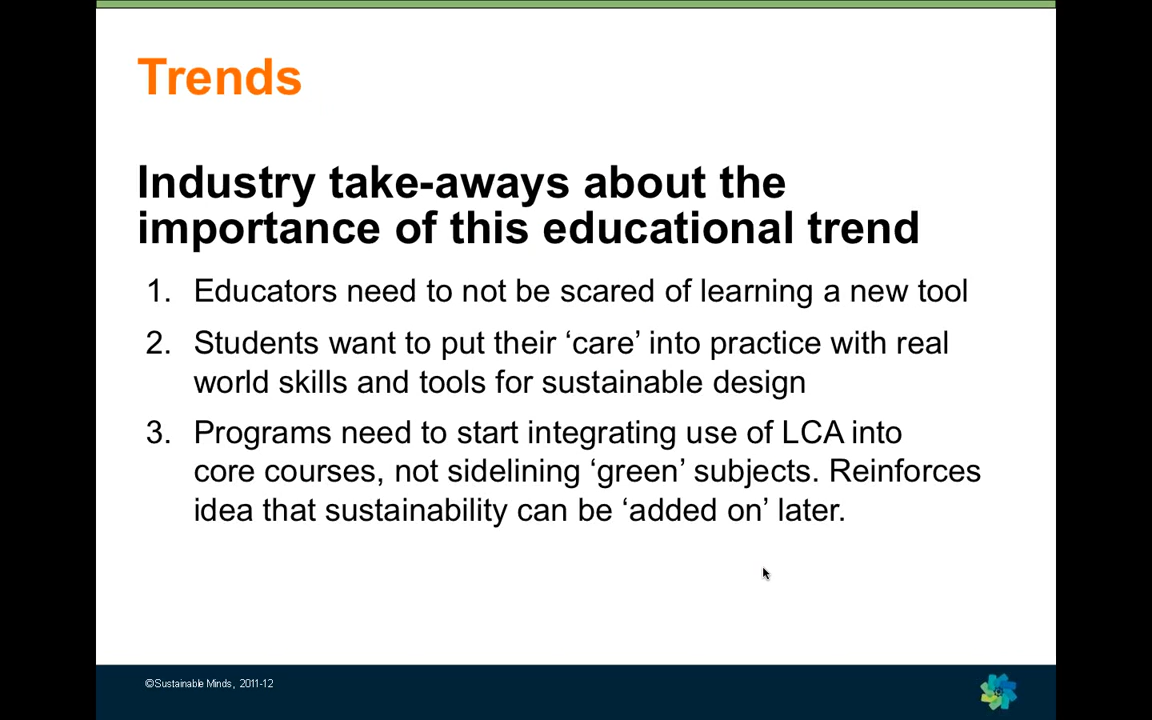 Trends
Industry take-aways about the
importance of this educational trend
1. Educators need to not be scared of learning a new tool
2. Students want to put their ‘care’ into practice with real
world skills and tools for sustainable design
3. Programs need to start integrating use of LCA into
core courses, not sidelining ‘green’ subjects. Reinforces
idea that sustainability can be ‘added on’ later.
©Sustainable Minds, 2011-12